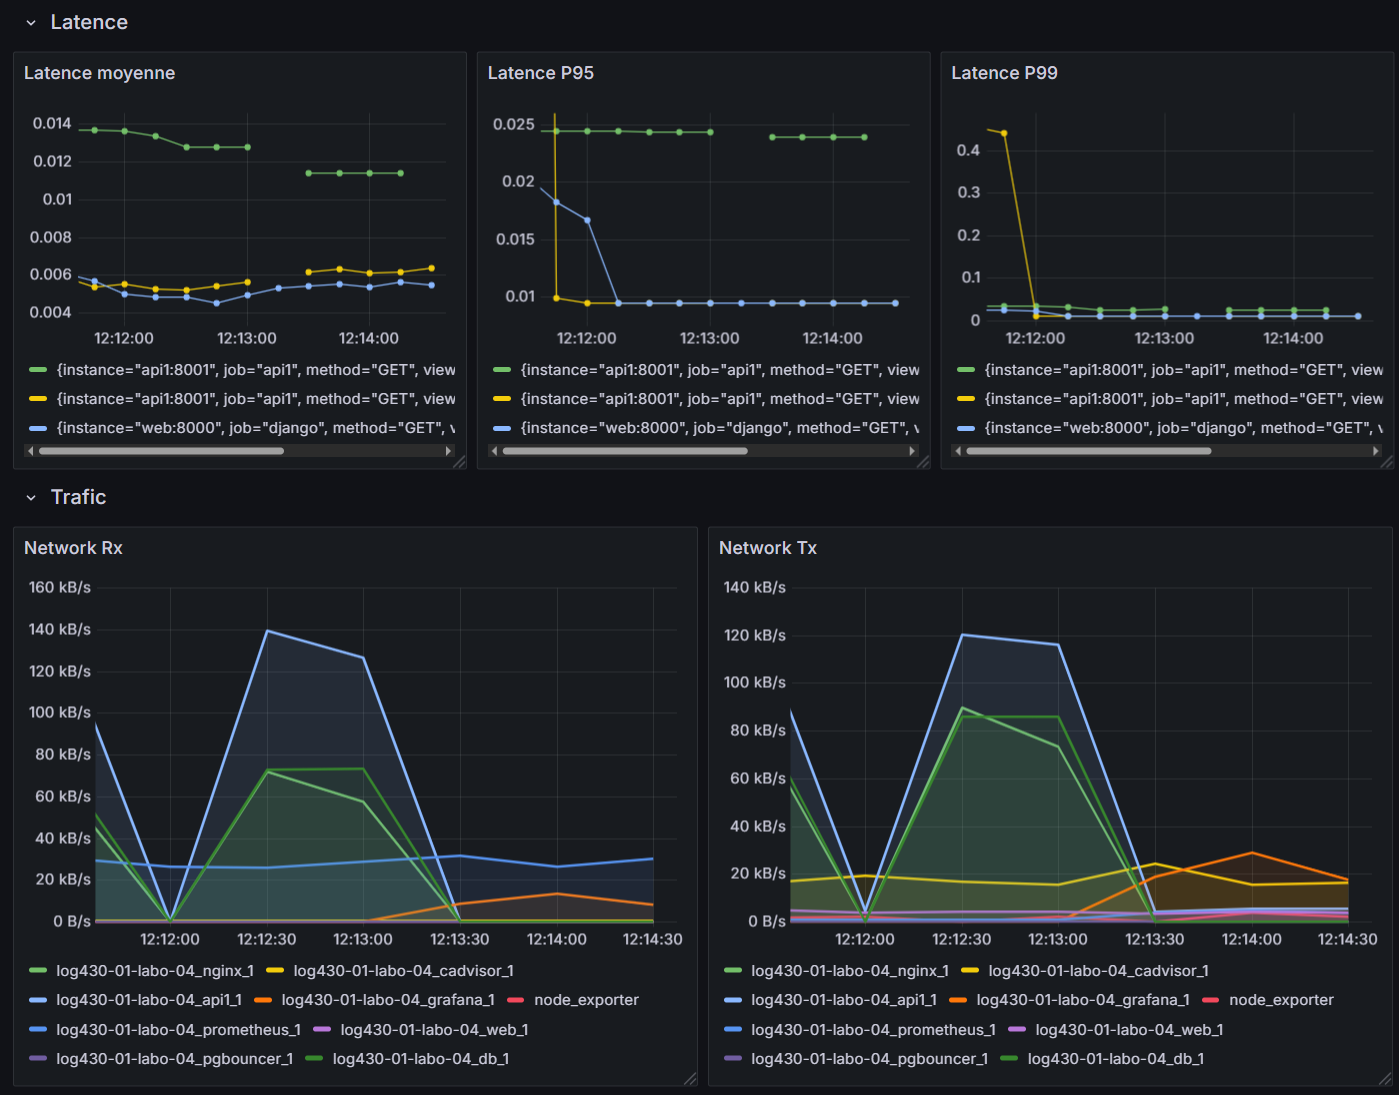 Latence
Latence moyenne
0.014
0.012
0.01
0.008
0.006
0.004
12:12:00 12:13:00 12:14:00
{instance="api1:8001", job="api1", method="GET", view
{instance="api1:8001", job="api1", method="GET", view
{instance="web:8000", job="django", method="GET", v
Latence P95
0.025
0.02
0.015
0.01
12:12:00 12:13:00 12:14:00
{instance="api1:8001", job="api1", method="GET", view
{instance="api1:8001", job="api1", method="GET", view
{instance="web:8000", job="django", method="GET", v
Latence P99
0.4
0.3
0.2
0.1
0
12:12:00 12:13:00 12:14:00
{instance="api1:8001", job="api1", method="GET", view
{instance="api1:8001", job="api1", method="GET", view
{instance="web:8000", job="django", method="GET", v
Trafic
Network Rx
160 kB/s
140 kB/s
120 kB/s
100 kB/s
80 kB/s
60 kB/s
40 kB/s
20 kB/s
0 B/s
12:12:00 12:12:30 12:13:00 12:13:30 12:14:00 12:14:30
log430-01-labo-04_nginx_1 log430-01-labo-04_cadvisor_1
log430-01-labo-04_api1_1 log430-01-labo-04_grafana_1 node_exporter
log430-01-labo-04_prometheus_1 log430-01-labo-04_web_1
log430-01-labo-04_pgbouncer_1 log430-01-labo-04_db_1
Network Tx
140 kB/s
120 kB/s
100 kB/s
80 kB/s
60 kB/s
40 kB/s
20 kB/s
0 B/s
12:12:00 12:12:30 12:13:00 12:13:30 12:14:00 12:14:30
log430-01-labo-04_nginx_1 log430-01-labo-04_cadvisor_1
log430-01-labo-04_api1_1 log430-01-labo-04_grafana_1 node_exporter
log430-01-labo-04_prometheus_1 log430-01-labo-04_web_1
log430-01-labo-04_pgbouncer_1 log430-01-labo-04_db_1